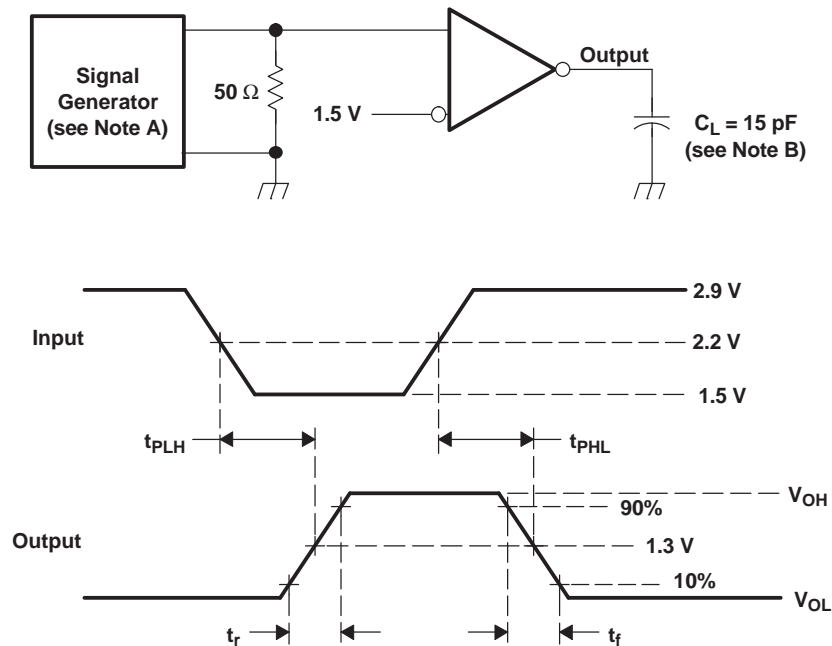 Signal
Generator
(see Note A)
50 Ω
1.5 V
Output
C_L = 15 pF
(see Note B)
Input
2.9 V
2.2 V
1.5 V
t_PLH
t_PHL
Output
V_OH
90%
1.3 V
10%
V_OL
t_r
t_f